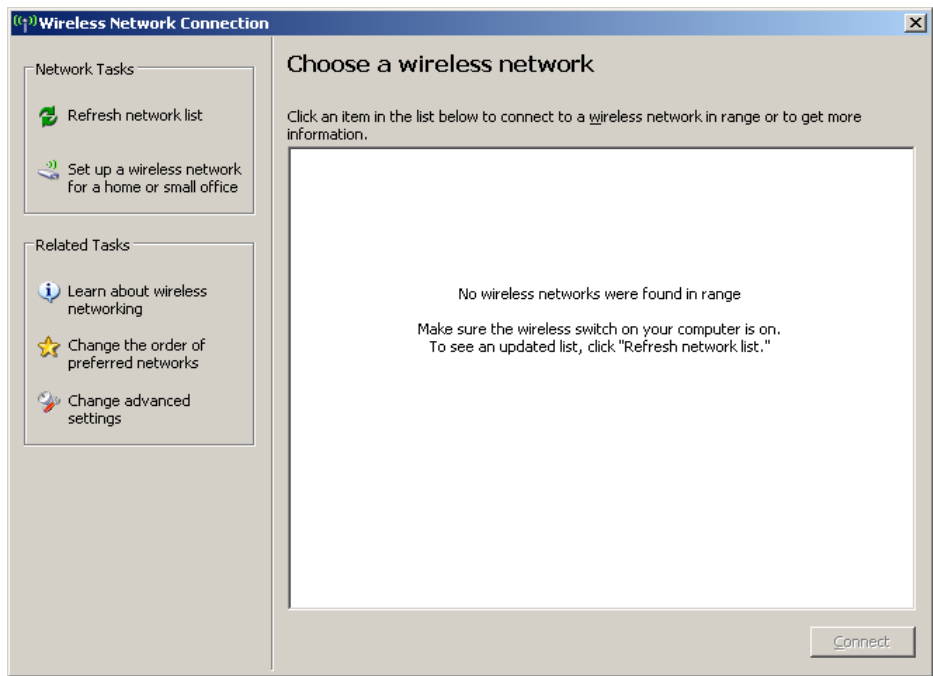 Wireless Network Connection
Network Tasks
Refresh network list
Set up a wireless network
for a home or small office
Related Tasks
Learn about wireless
networking
Change the order of
preferred networks
Change advanced
settings
Choose a wireless network
Click an item in the list below to connect to a wireless network in range or to get more
information.
No wireless networks were found in range
Make sure the wireless switch on your computer is on.
To see an updated list, click "Refresh network list."
Connect